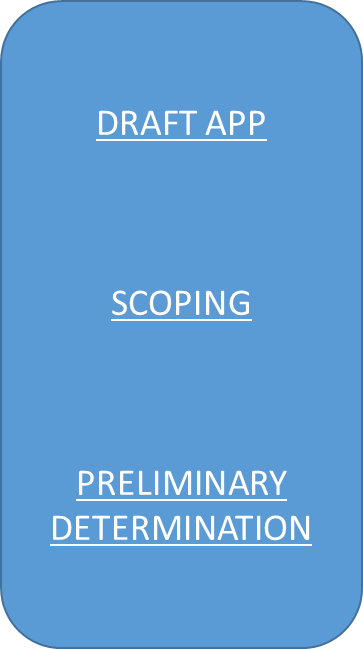 DRAFT APP
SCOPING
PRELIMINARY
DETERMINATION